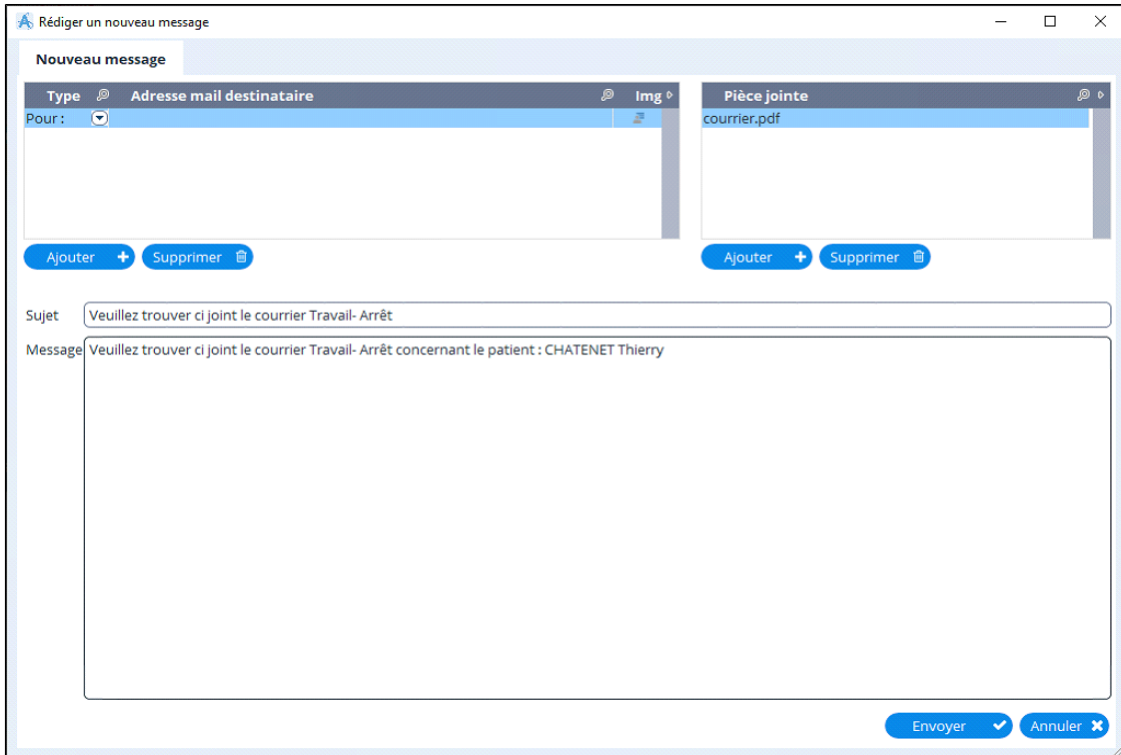 Rédiger un nouveau message
Nouveau message
Type Adresse mail destinataire Img
Pour :
Pièce jointe
courrier.pdf
Ajouter Supprimer
Ajouter Supprimer
Sujet Veuillez trouver ci joint le courrier Travail- Arrêt
Message Veuillez trouver ci joint le courrier Travail- Arrêt concernant le patient : CHATENET Thierry
Envoyer Annuler